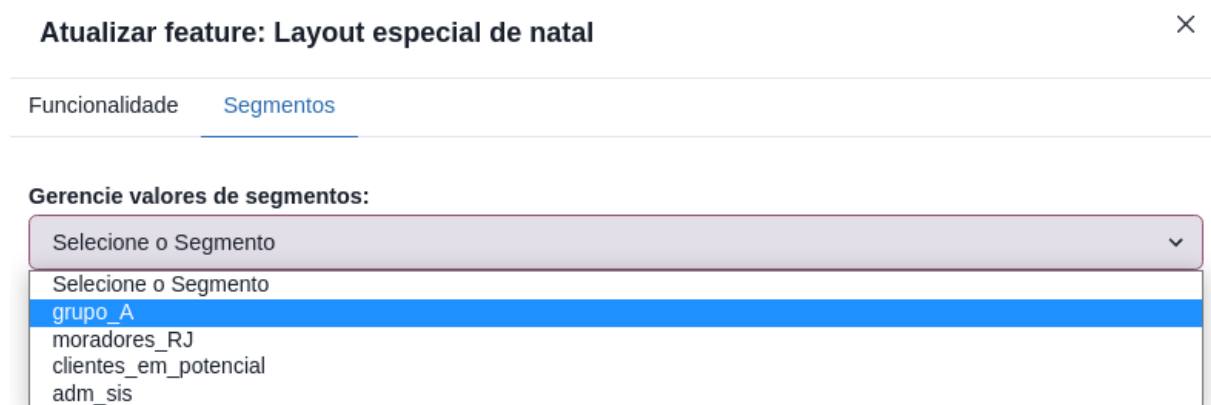 Atualizar feature: Layout especial de natal
Funcionalidade Segmentos
Gerencie valores de segmentos:
Selecione o Segmento
Selecione o Segmento
grupo_A
moradores_RJ
clientes_em_potencial
adm_sis